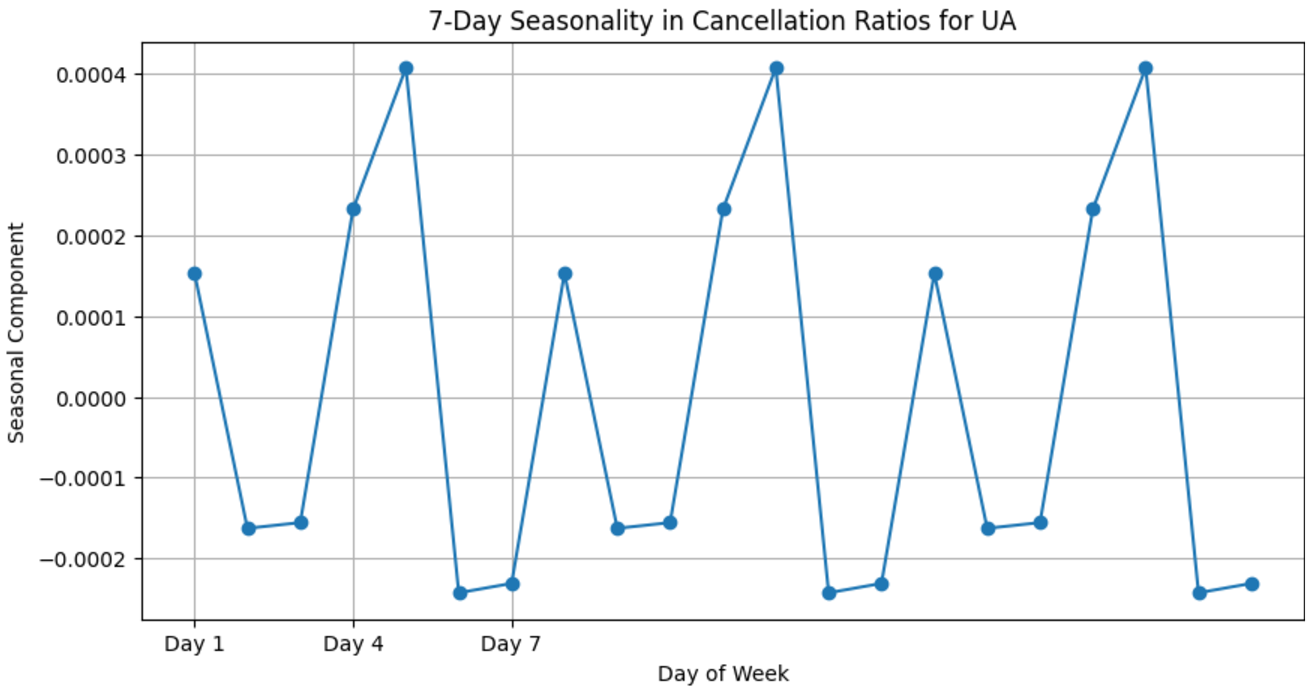 7-Day Seasonality in Cancellation Ratios for UA
0.0004
0.0003
0.0002
0.0001
0.0000
−0.0001
−0.0002
Seasonal Component
Day 1 Day 4 Day 7
Day of Week